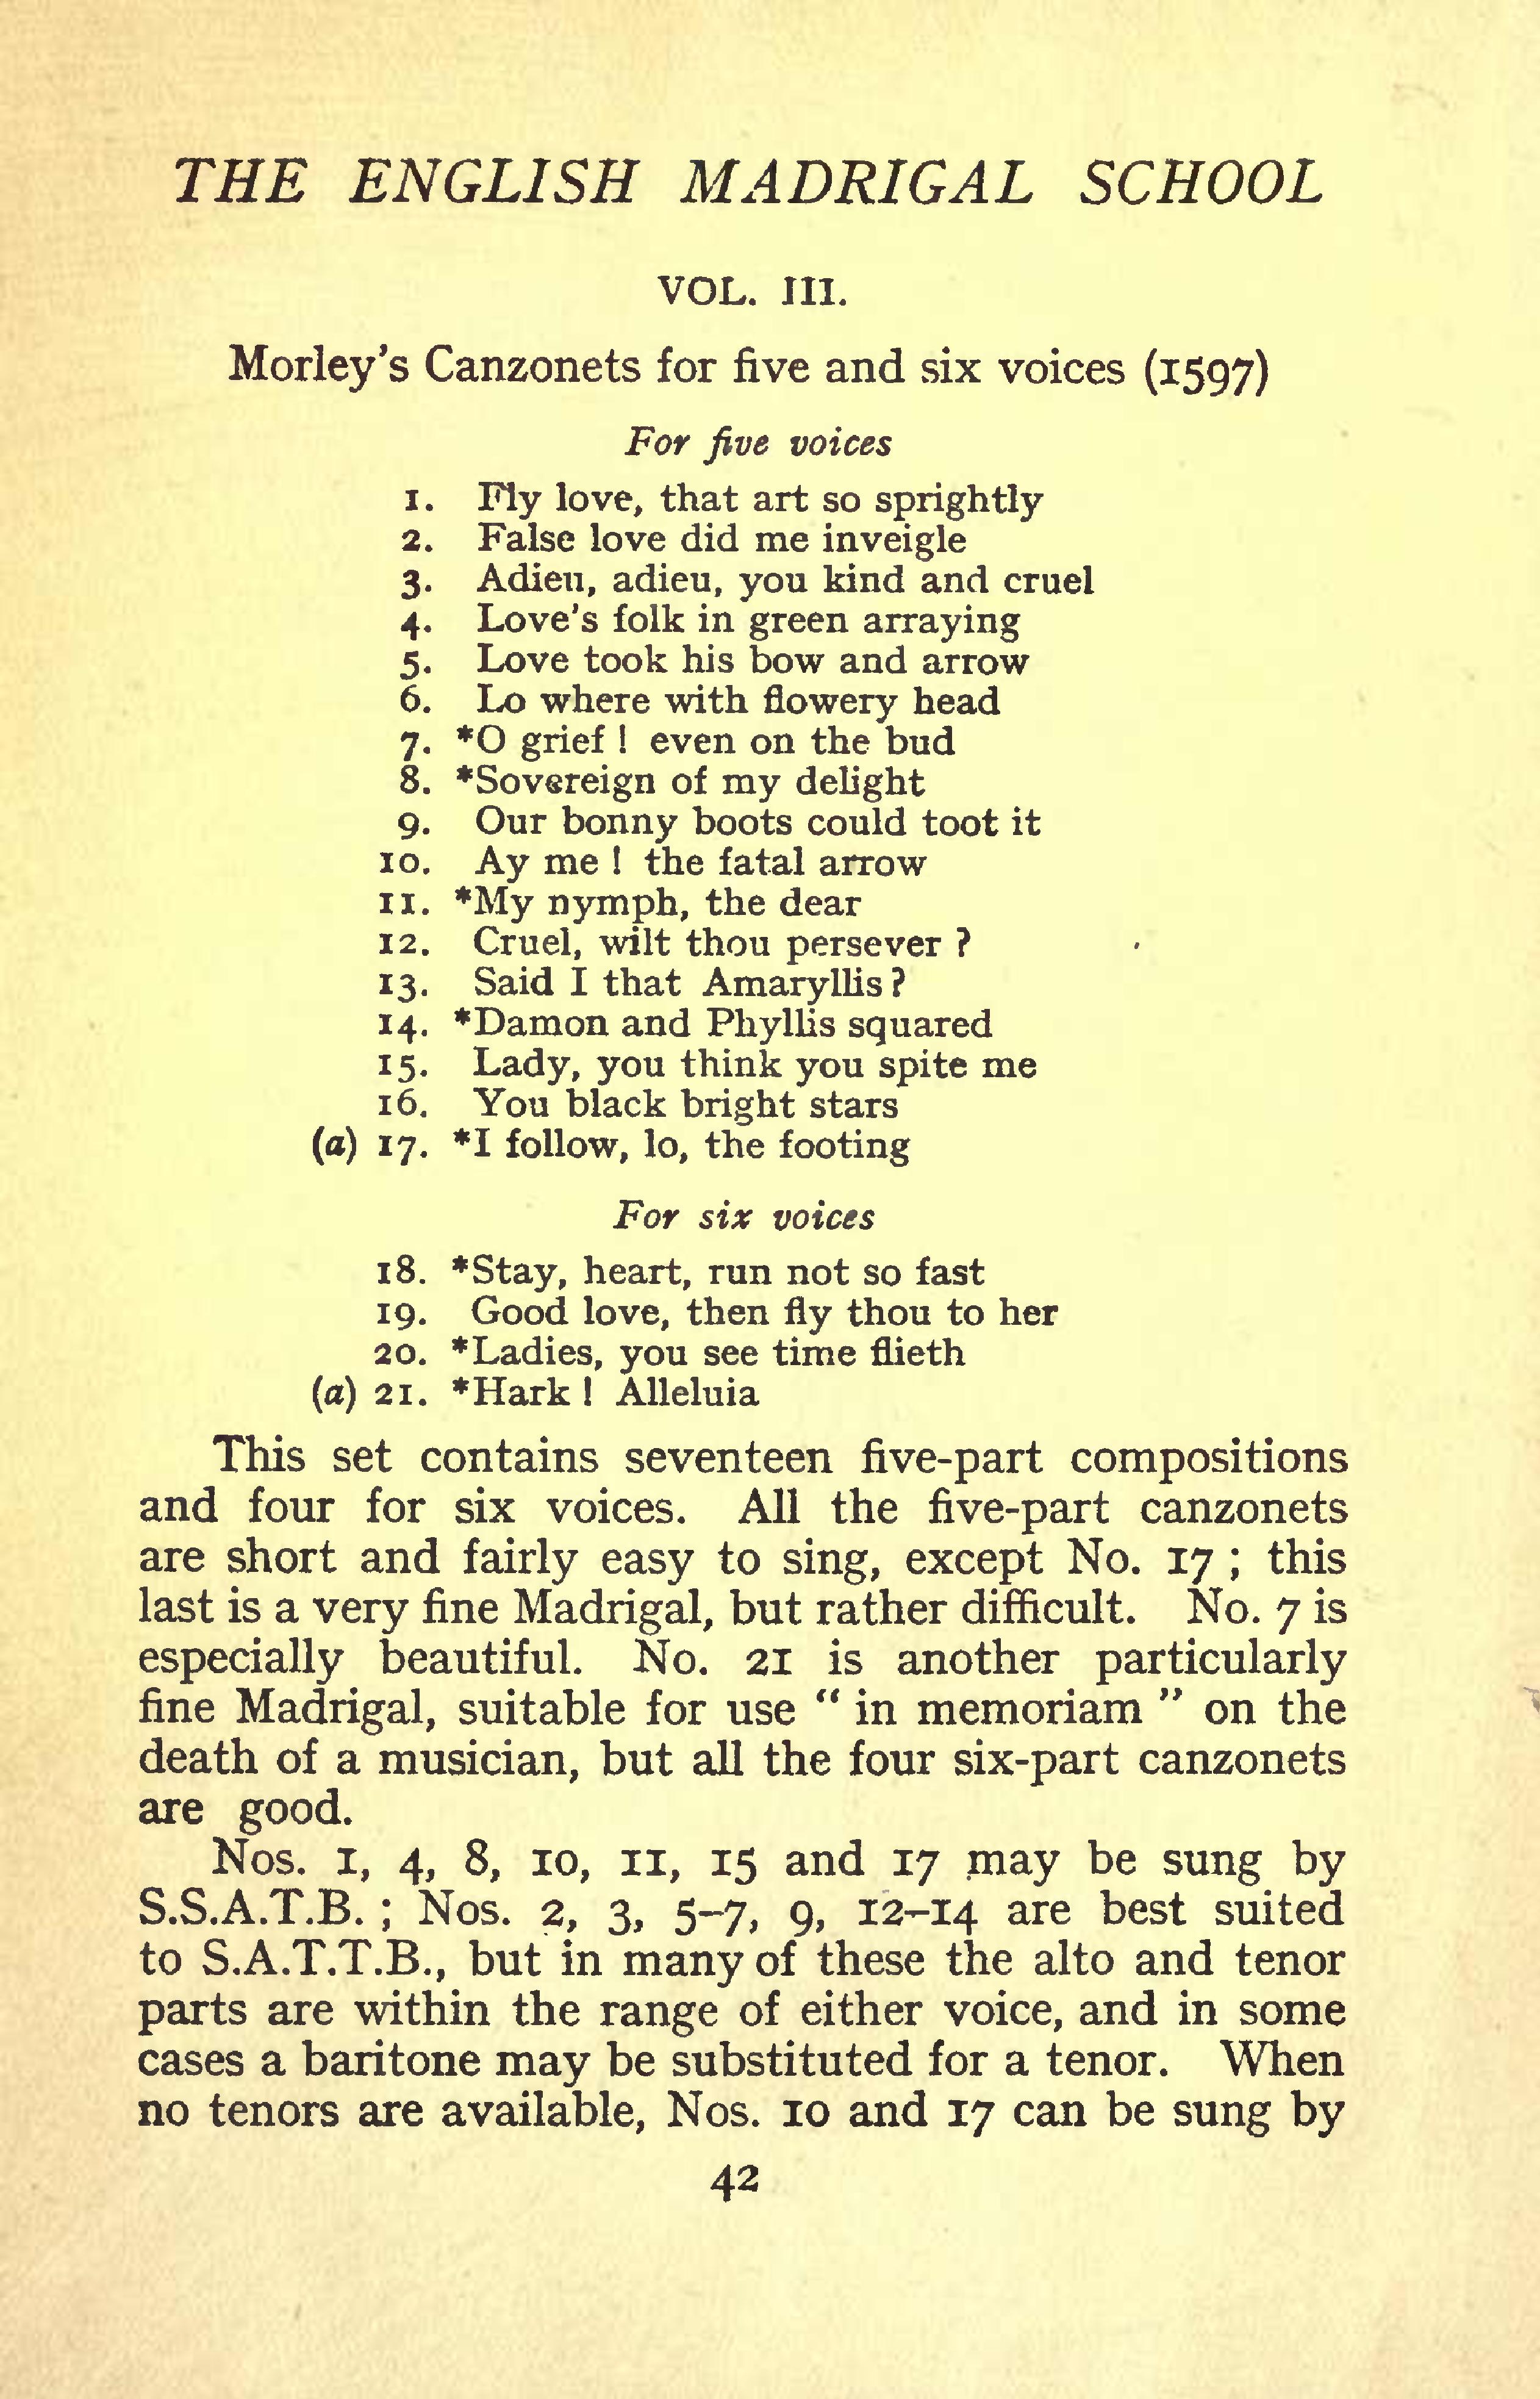 THE ENGLISH MADRIGAL SCHOOL
VOL. III.
Morley's Canzonets for five and six voices (1597)
For five voices
1. Fly love, that art so sprightly
2. False love did me inveigle
3. Adieu, adieu, you kind and cruel
4. Love's folk in green arraying
5. Love took his bow and arrow
6. Lo where with flowery head
7. *O grief ! even on the bud
8. *Sovereign of my delight
9. Our bonny boots could toot it
10. Ay me ! the fatal arrow
11. *My nymph, the dear
12. Cruel, wilt thou persever ?
13. Said I that Amaryllis ?
14. *Damon and Phyllis squared
15. Lady, you think you spite me
16. You black bright stars
(a) 17. *I follow, lo, the footing
For six voices
18. *Stay, heart, run not so fast
19. Good love, then fly thou to her
20. *Ladies, you see time flieth
(a) 21. *Hark ! Alleluia
This set contains seventeen five-part compositions
and four for six voices. All the five-part canzonets
are short and fairly easy to sing, except No. 17 ; this
last is a very fine Madrigal, but rather difficult. No. 7 is
especially beautiful. No. 21 is another particularly
fine Madrigal, suitable for use “ in memoriam ” on the
death of a musician, but all the four six-part canzonets
are good.
Nos. 1, 4, 8, 10, 11, 15 and 17 may be sung by
S.S.A.T.B. ; Nos. 2, 3, 5–7, 9, 12–14 are best suited
to S.A.T.T.B., but in many of these the alto and tenor
parts are within the range of either voice, and in some
cases a baritone may be substituted for a tenor. When
no tenors are available, Nos. 10 and 17 can be sung by
42